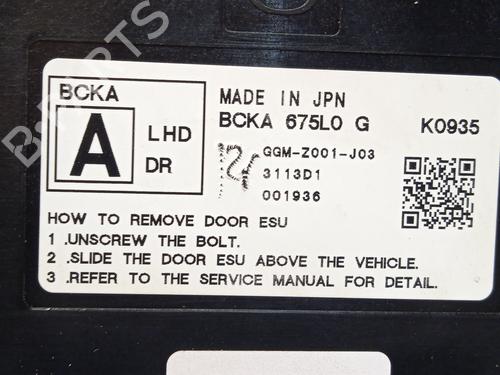 BCKA
A
LHD
DR
MADE IN JPN
BCKA 675L0 G
K0935
GGM-Z001-J03
3113D1
001936
HOW TO REMOVE DOOR ESU
1 .UNSCREW THE BOLT.
2 .SLIDE THE DOOR ESU ABOVE THE VEHICLE.
3 .REFER TO THE SERVICE MANUAL FOR DETAIL.